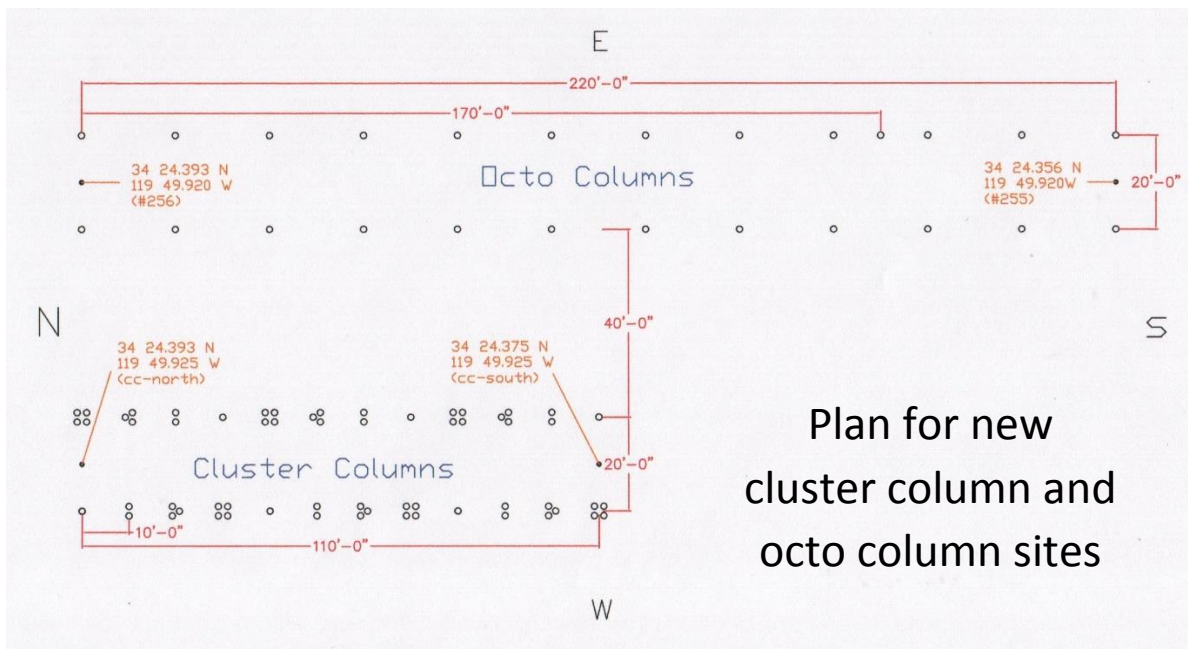 E
220'-0"
170'-0"
34 24.393 N
119 49.920 W
(#256)
Octo Columns
34 24.356 N
119 49.920W
(#255)
20'-0"
N
40'-0"
S
34 24.393 N
119 49.925 W
(cc-north)
34 24.375 N
119 49.925 W
(cc-south)
Cluster Columns
20'-0"
10'-0"
110'-0"
Plan for new
cluster column and
octo column sites
W